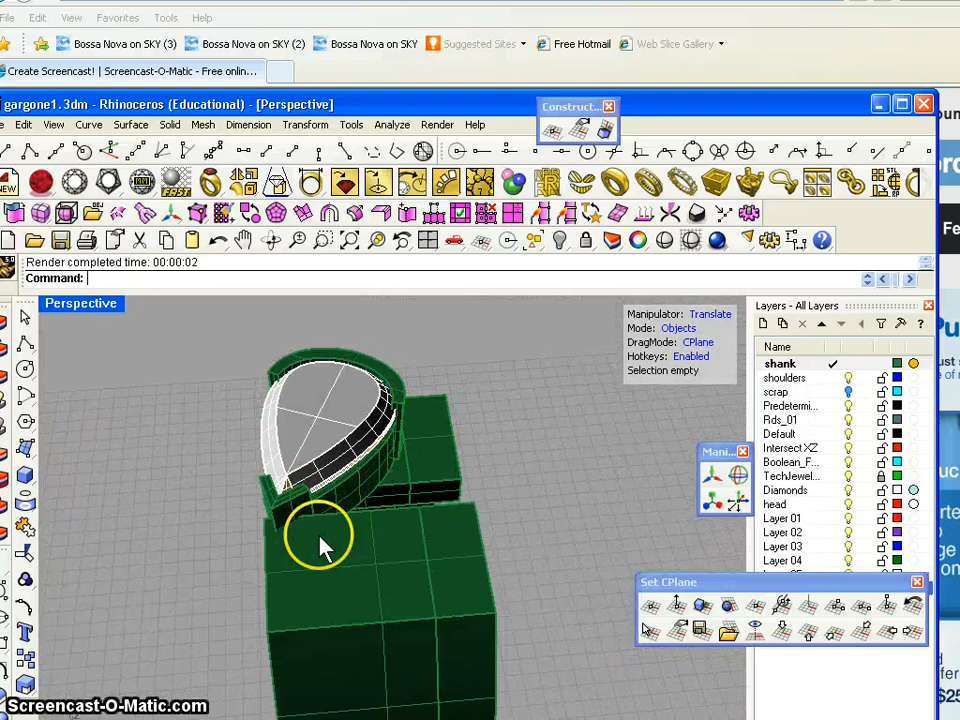 File Edit View Favorites Tools Help
Bossa Nova on SKY (3) Bossa Nova on SKY (2) Bossa Nova on SKY Suggested Sites Free Hotmail Web Slice Gallery
Create Screencast! | Screencast-O-Matic - Free onlin...
gargone1.3dm - Rhinoceros (Educational) - [Perspective]
Construct...
Edit View Curve Surface Solid Mesh Dimension Transform Tools Analyze Render Help
NEW
FAST
Render completed time: 00:00:02
Command:
Perspective
Manipulator: Translate
Mode: Objects
DragMode: CPlane
Hotkeys: Enabled
Selection empty
Layers - All Layers
Name
shank
shoulders
scrap
Predetermi...
Rds_01
Default
Intersect XZ
Boolean_F...
TechJewel...
Diamonds
head
Layer 01
Layer 02
Layer 03
Layer 04
Mani...
Set CPlane
Screencast-O-Matic.com